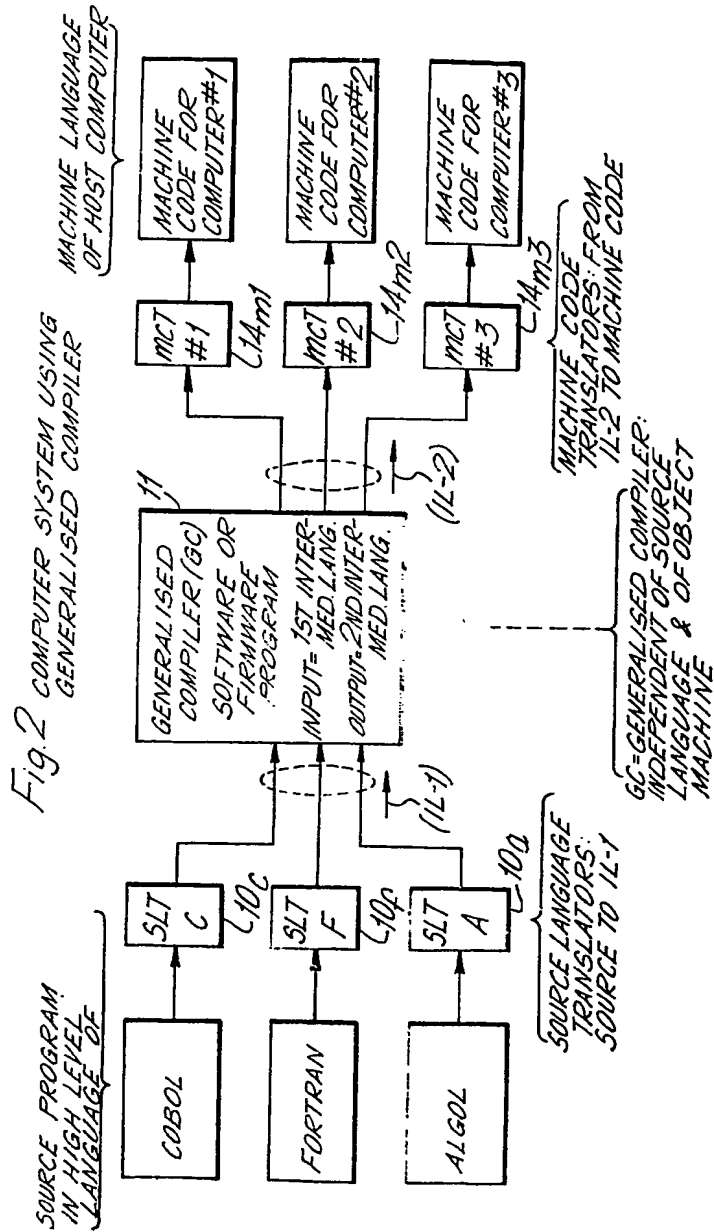 Fig.2 COMPUTER SYSTEM USING
GENERALISED COMPILER
SOURCE PROGRAM
IN HIGH LEVEL
LANGUAGE OF
COBOL
FORTRAN
ALGOL
SLT
C
10c
SLT
F
10f
SLT
A
10a
SOURCE LANGUAGE
TRANSLATORS:
SOURCE TO IL-1
(IL-1)
11
GENERALISED
COMPILER (GC)
SOFTWARE OR
FIRMWARE
PROGRAM
INPUT=1ST INTER-
MED. LANG.
OUTPUT=2ND INTER-
MED. LANG.
(IL-2)
GC=GENERALISED COMPILER:
INDEPENDENT OF SOURCE
LANGUAGE & OF OBJECT
MACHINE
MCT
#1
14m1
MCT
#2
14m2
MCT
#3
14m3
MACHINE CODE
TRANSLATORS: FROM
IL-2 TO MACHINE CODE
MACHINE LANGUAGE
OF HOST COMPUTER
MACHINE
CODE FOR
COMPUTER#1
MACHINE
CODE FOR
COMPUTER#2
MACHINE
CODE FOR
COMPUTER#3